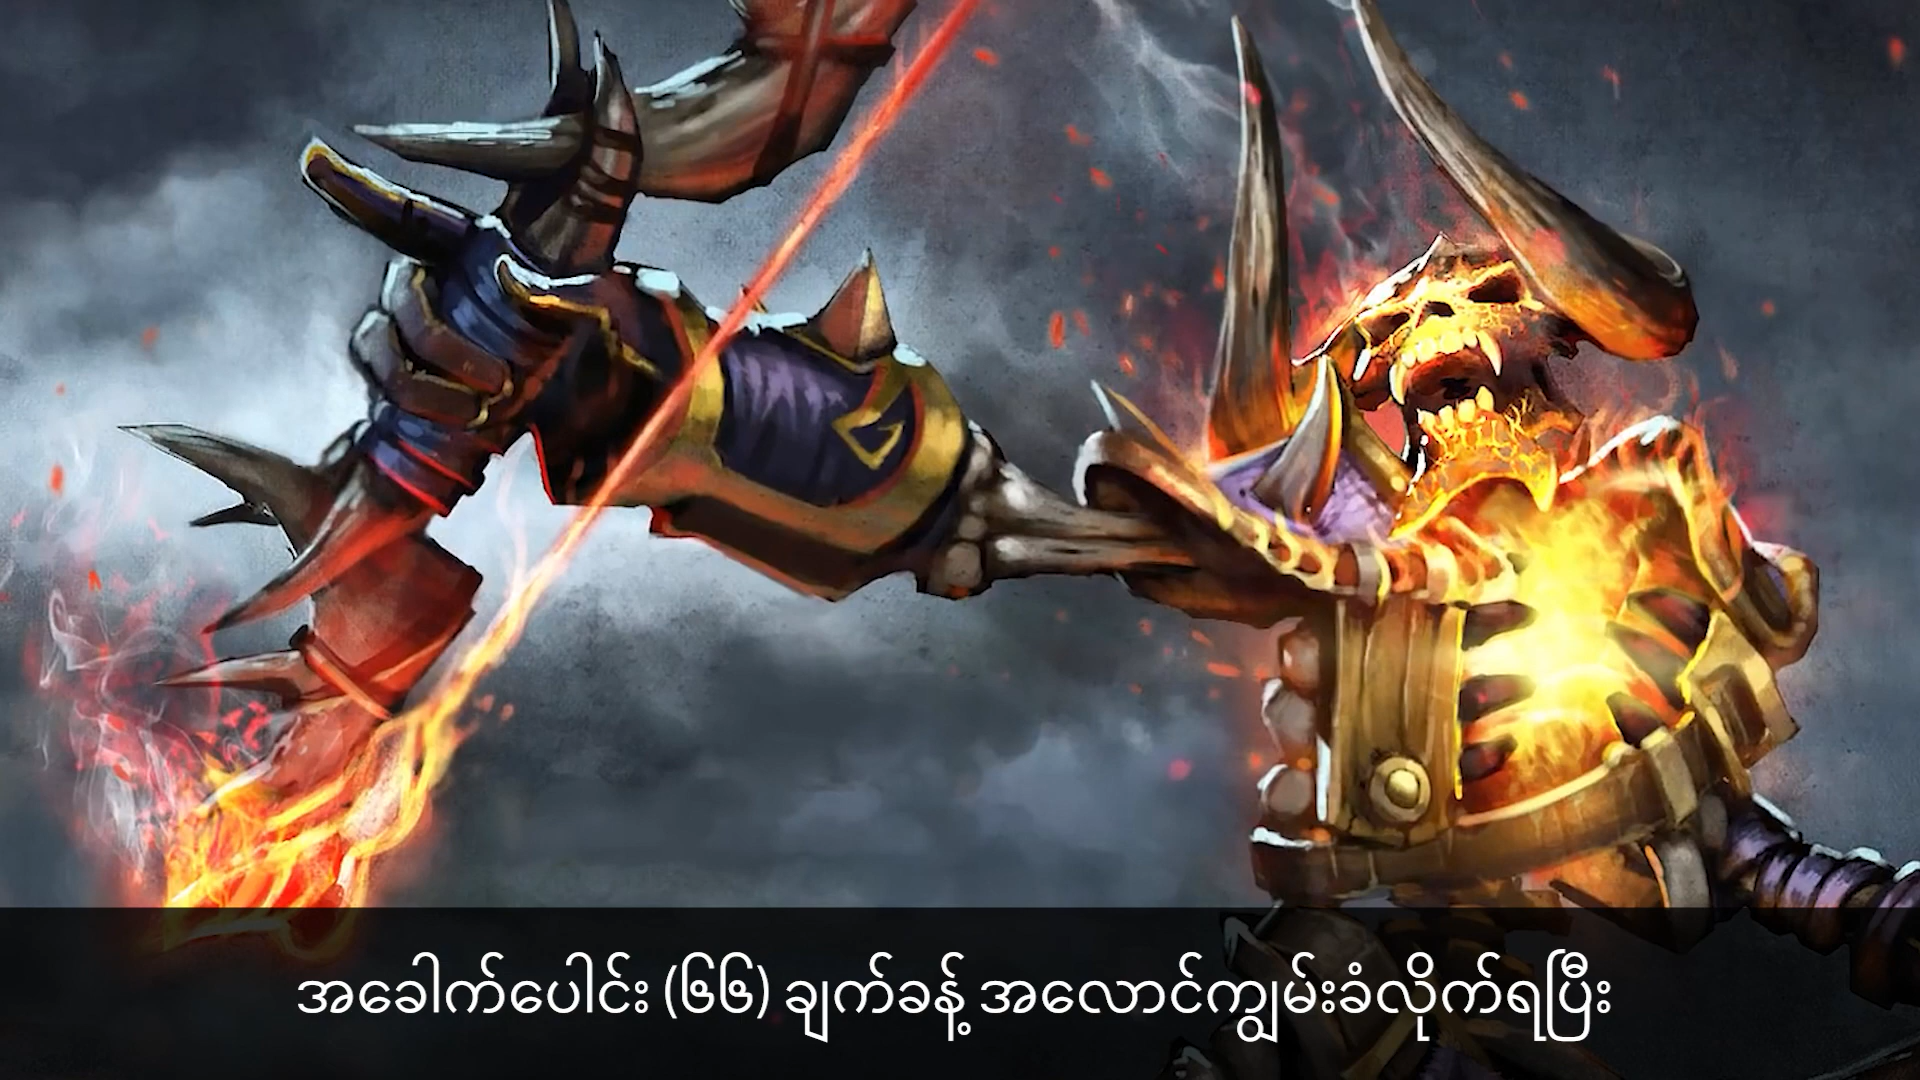 အခေါက်ပေါင်း (၆၆) ချက်ခန့် အလောင်ကျွမ်းခံလိုက်ရပြီး